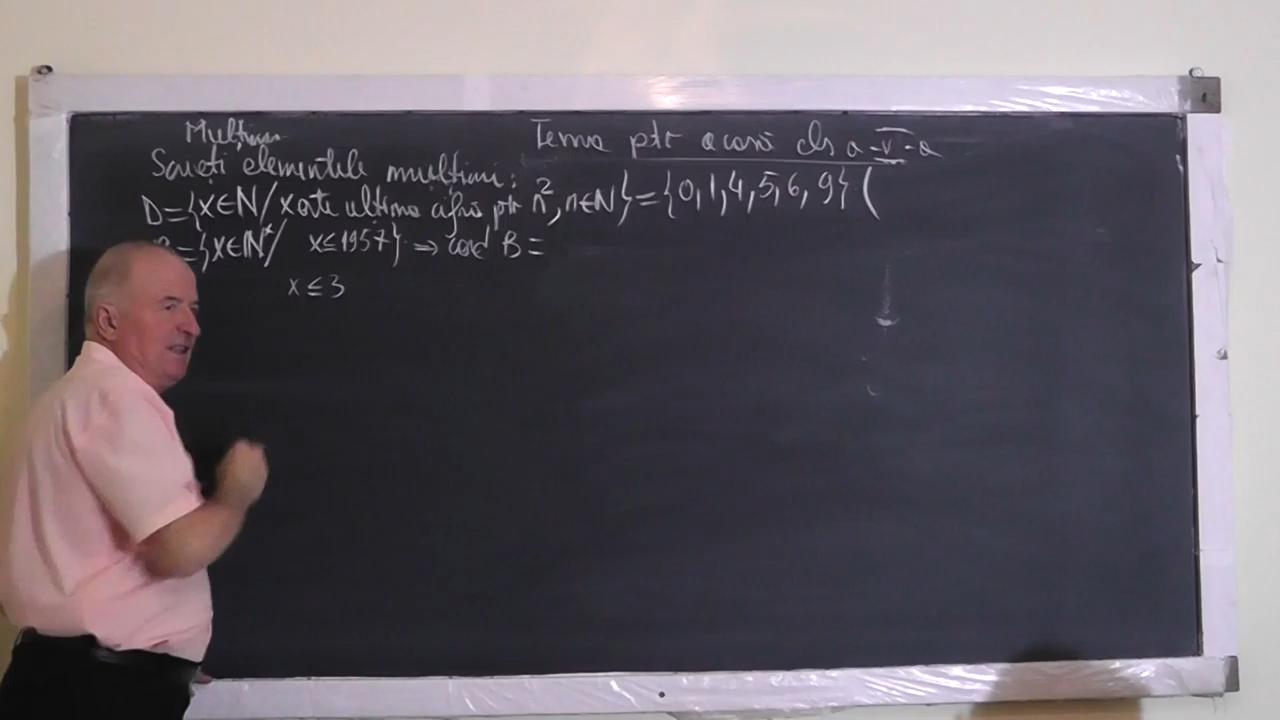 Mulțimi
Tema ptr acasă cls a-V-a
Scrieți elementele mulțimii:
D={x∈N/ x este ultima cifră ptr n², n∈N}={0,1,4,5,6,9} (
B={x∈N*/ x≤1957} ⇒ card B =
x≤3